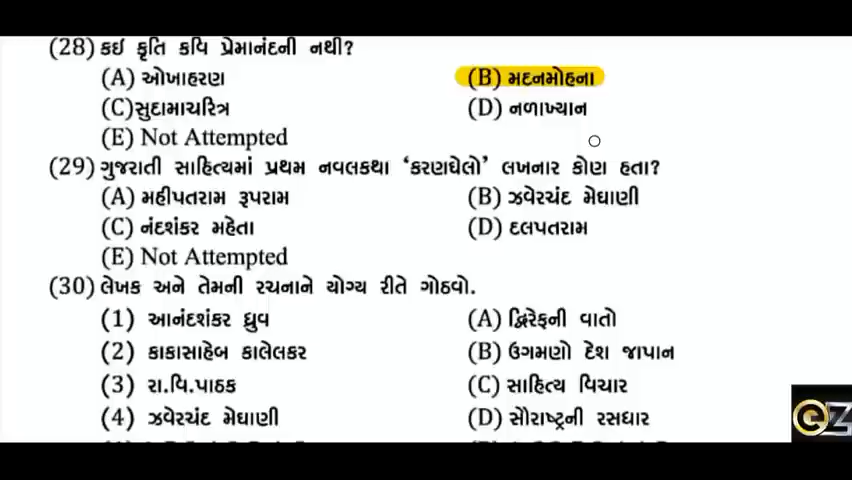 (28) કઈ કૃતિ કવિ પ્રેમાનંદની નથી?
(A) ઓખાહરણ (B) મદનમોહના
(C)સુદામાચરિત્ર (D) નળાખ્યાન
(E) Not Attempted
(29) ગુજરાતી સાહિત્યમાં પ્રથમ નવલકથા ‘કરણઘેલો’ લખનાર કોણ હતા?
(A) મહીપતરામ રૂપરામ (B) ઝવેરચંદ મેઘાણી
(C) નંદશંકર મહેતા (D) દલપતરામ
(E) Not Attempted
(30) લેખક અને તેમની રચનાને યોગ્ય રીતે ગોઠવો.
(1) આનંદશંકર ધ્રુવ (A) દ્વિરેફની વાતો
(2) કાકાસાહેબ કાલેલકર (B) ઉગમણો દેશ જાપાન
(3) રા.વિ.પાઠક (C) સાહિત્ય વિચાર
(4) ઝવેરચંદ મેઘાણી (D) સૌરાષ્ટ્રની રસધાર